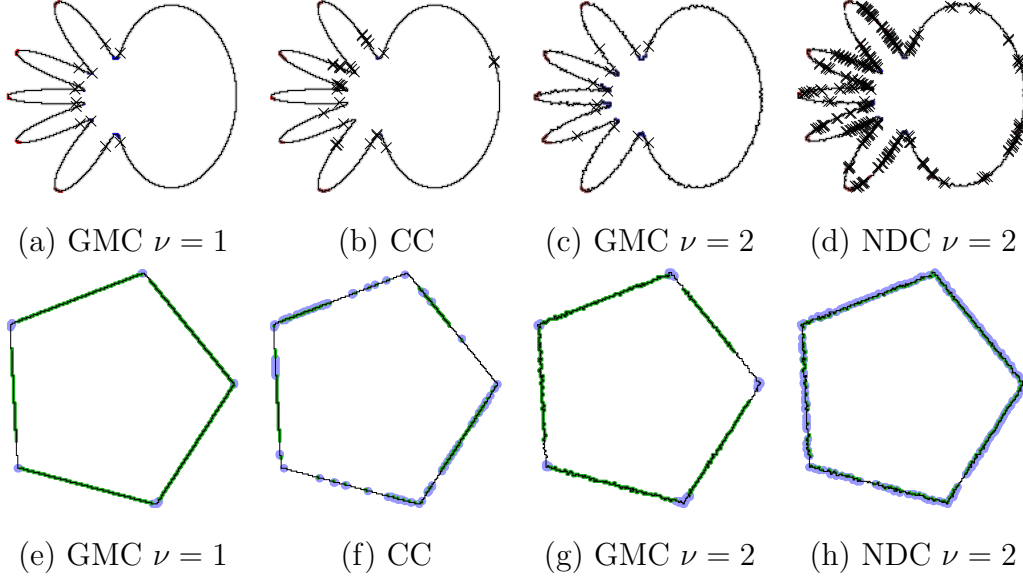 (a) GMC ν = 1 (b) CC (c) GMC ν = 2 (d) NDC ν = 2
(e) GMC ν = 1 (f) CC (g) GMC ν = 2 (h) NDC ν = 2